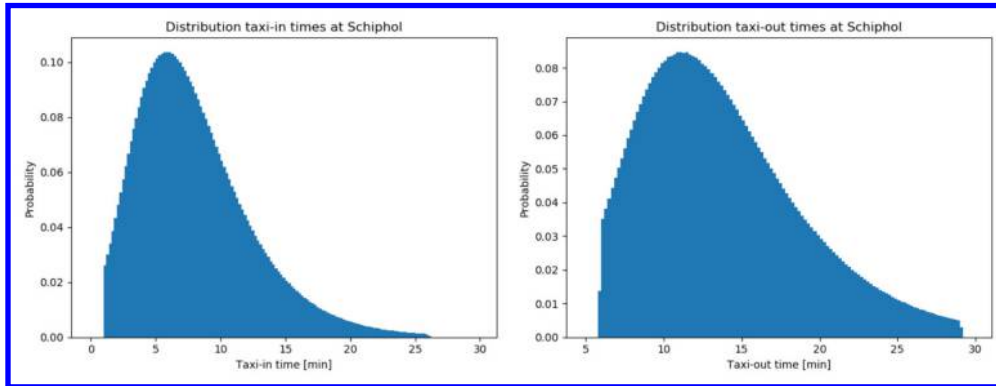 Distribution taxi-in times at Schiphol
0.10
0.08
0.06
0.04
0.02
0.00
Probability
0 5 10 15 20 25 30
Taxi-in time [min]
Distribution taxi-out times at Schiphol
0.08
0.07
0.06
0.05
0.04
0.03
0.02
0.01
0.00
Probability
5 10 15 20 25 30
Taxi-out time [min]